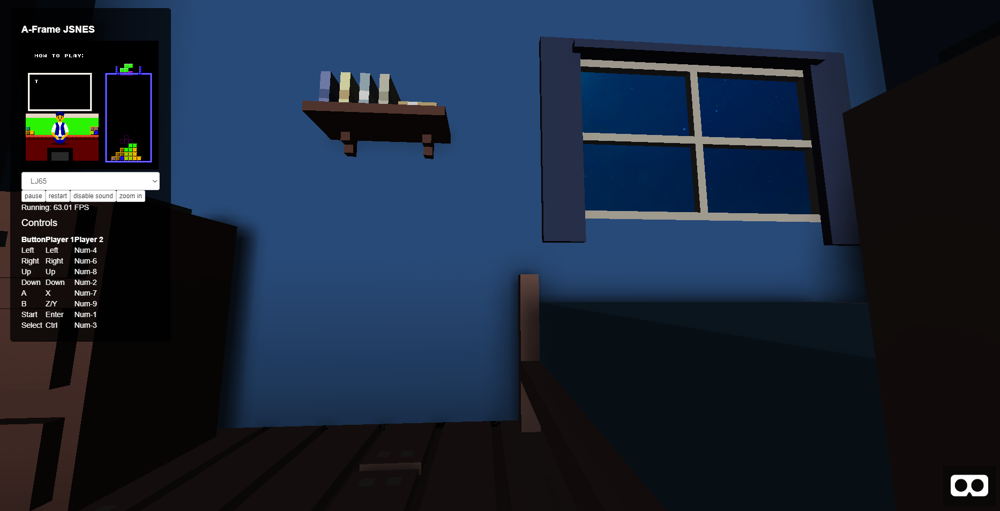 A-Frame JSNES
HOW TO PLAY:
T
LJ65
pause restart disable sound zoom in
Running: 63.01 FPS
Controls
Button Player 1 Player 2
Left Left Num-4
Right Right Num-6
Up Up Num-8
Down Down Num-2
A X Num-7
B Z/Y Num-9
Start Enter Num-1
Select Ctrl Num-3